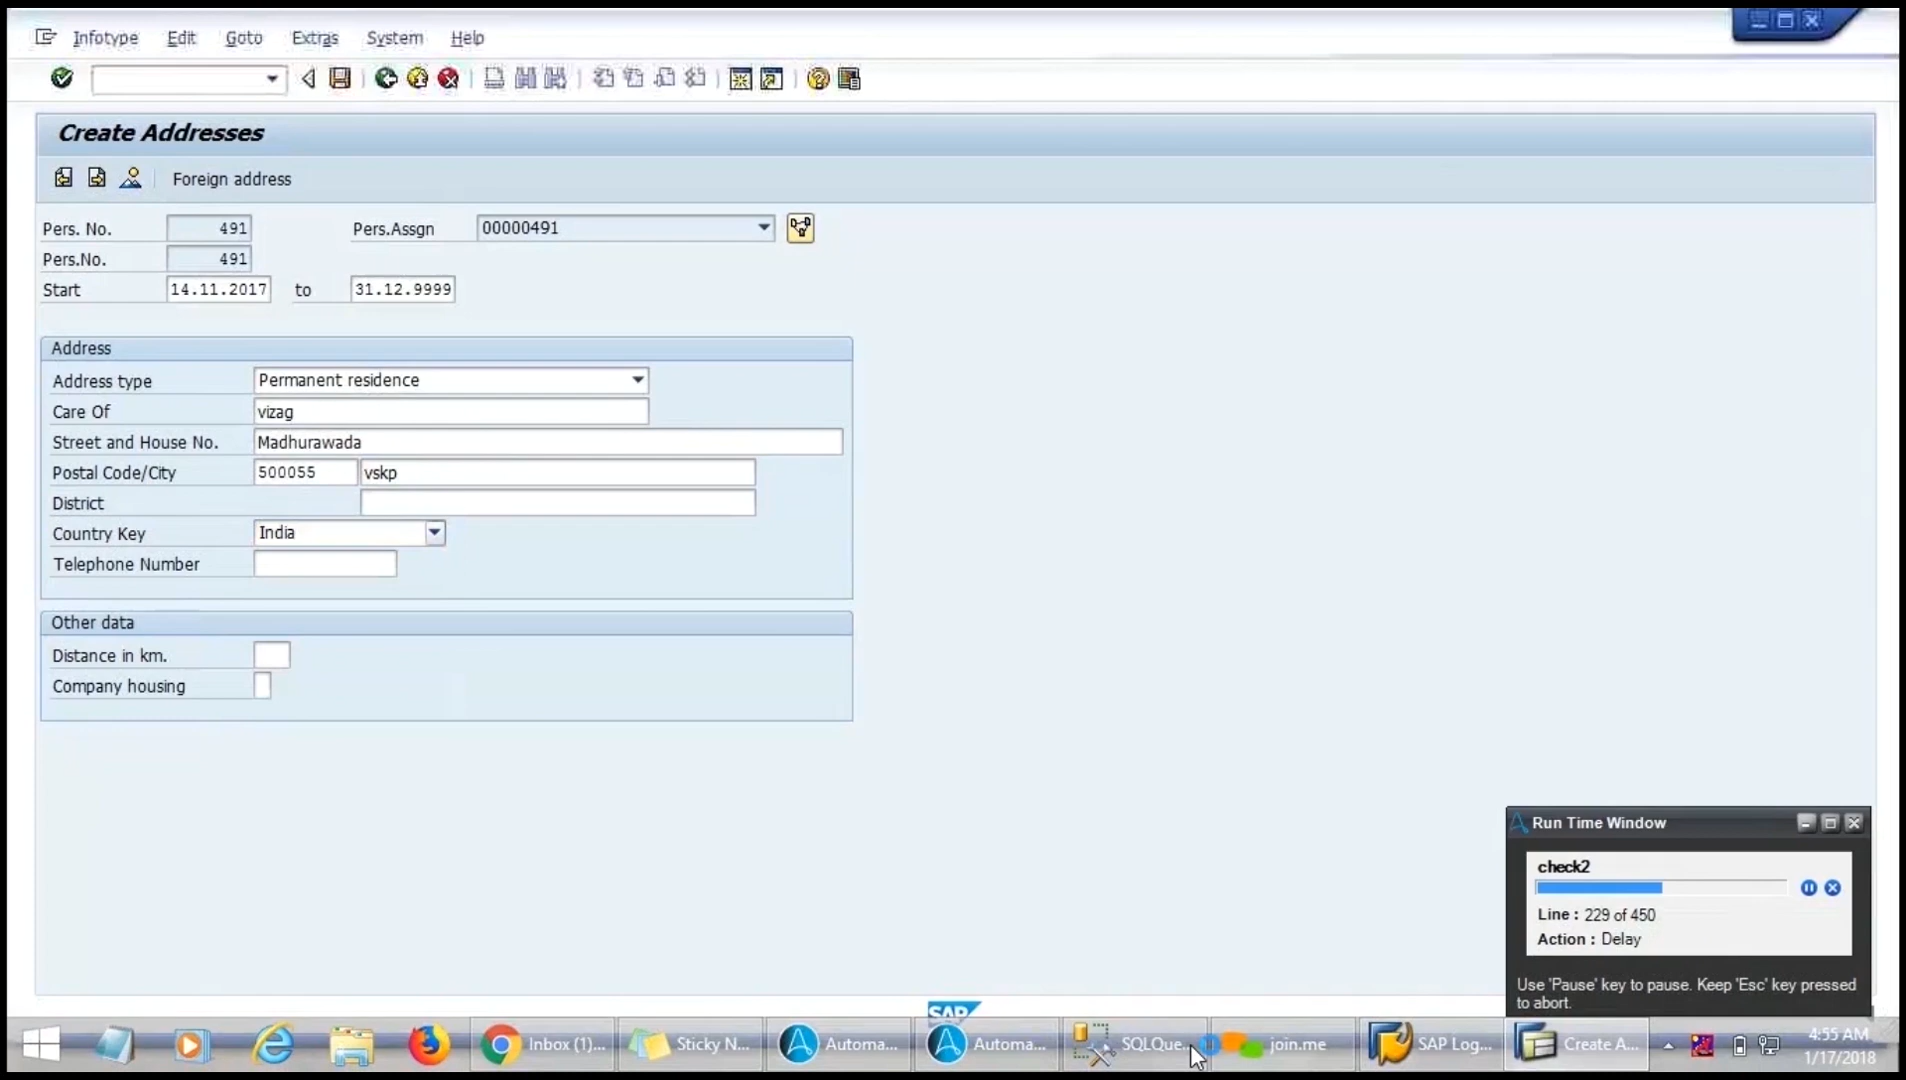 Infotype Edit Goto Extras System Help
Create Addresses
Foreign address
Pers. No. 491 Pers.Assgn 00000491
Pers.No. 491
Start 14.11.2017 to 31.12.9999
Address
Address type Permanent residence
Care Of vizag
Street and House No. Madhurawada
Postal Code/City 500055 vskp
District
Country Key India
Telephone Number
Other data
Distance in km.
Company housing
Run Time Window
check2
Line : 229 of 450
Action : Delay
Use 'Pause' key to pause. Keep 'Esc' key pressed
to abort.
SAP
Inbox (1)... Sticky N... Automa... Automa... SQLQue... join.me SAP Log... Create A... 4:55 AM
1/17/2018